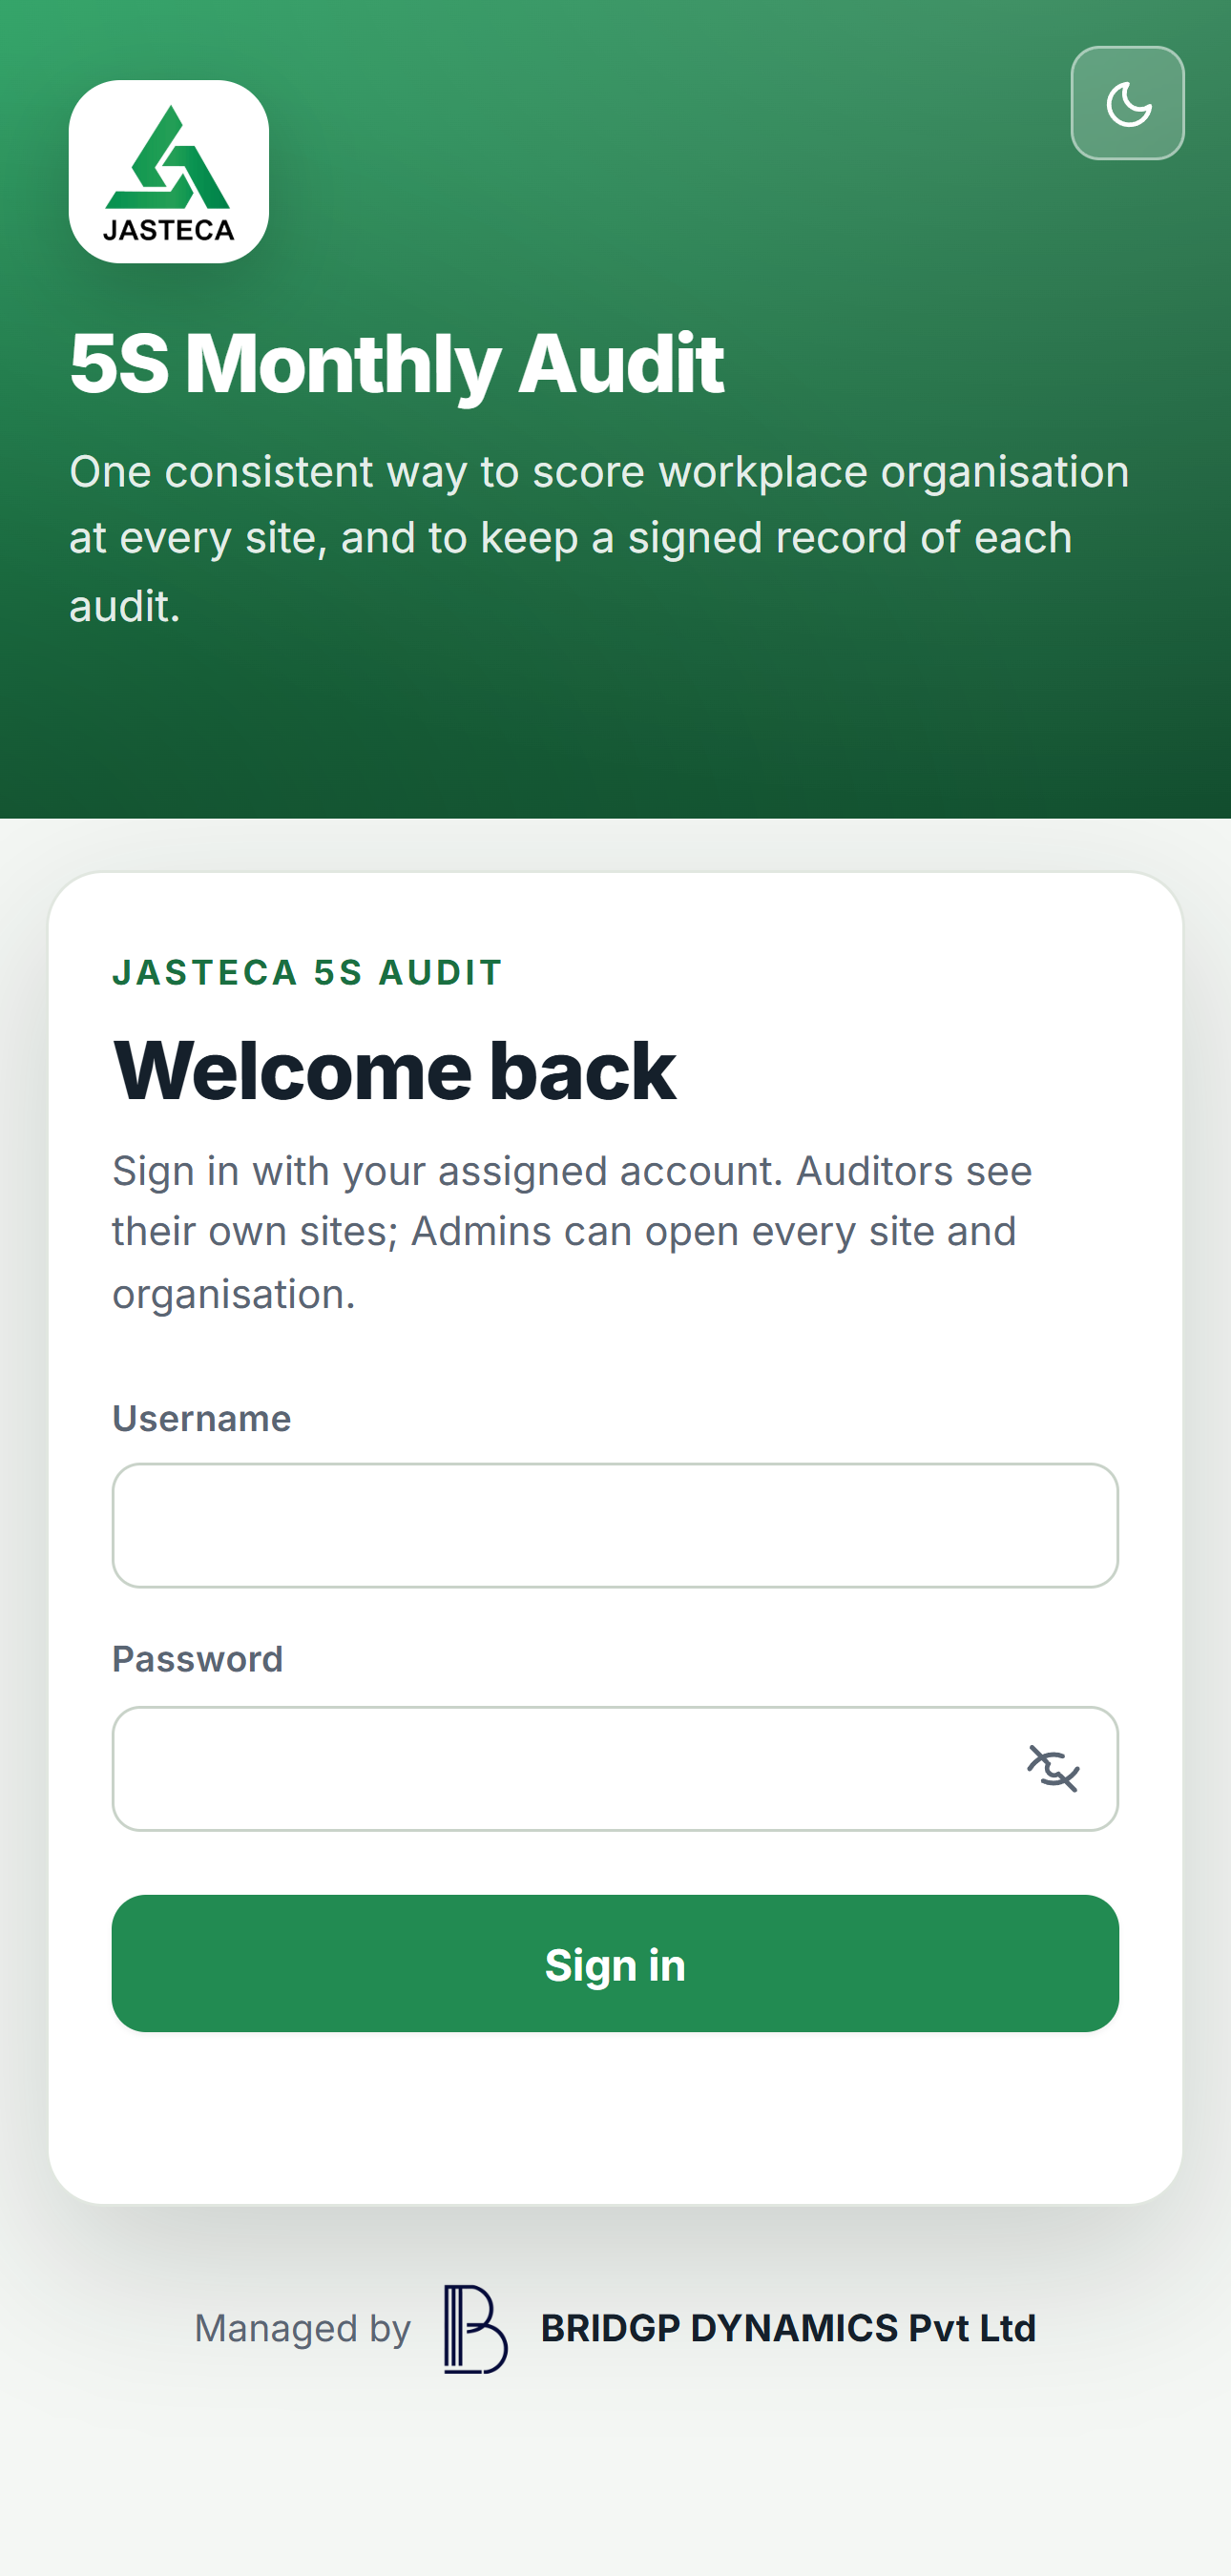 JASTECA
5S Monthly Audit
One consistent way to score workplace organisation
at every site, and to keep a signed record of each
audit.
JASTECA 5S AUDIT
Welcome back
Sign in with your assigned account. Auditors see
their own sites; Admins can open every site and
organisation.
Username
Password
Sign in
Managed by B BRIDGP DYNAMICS Pvt Ltd